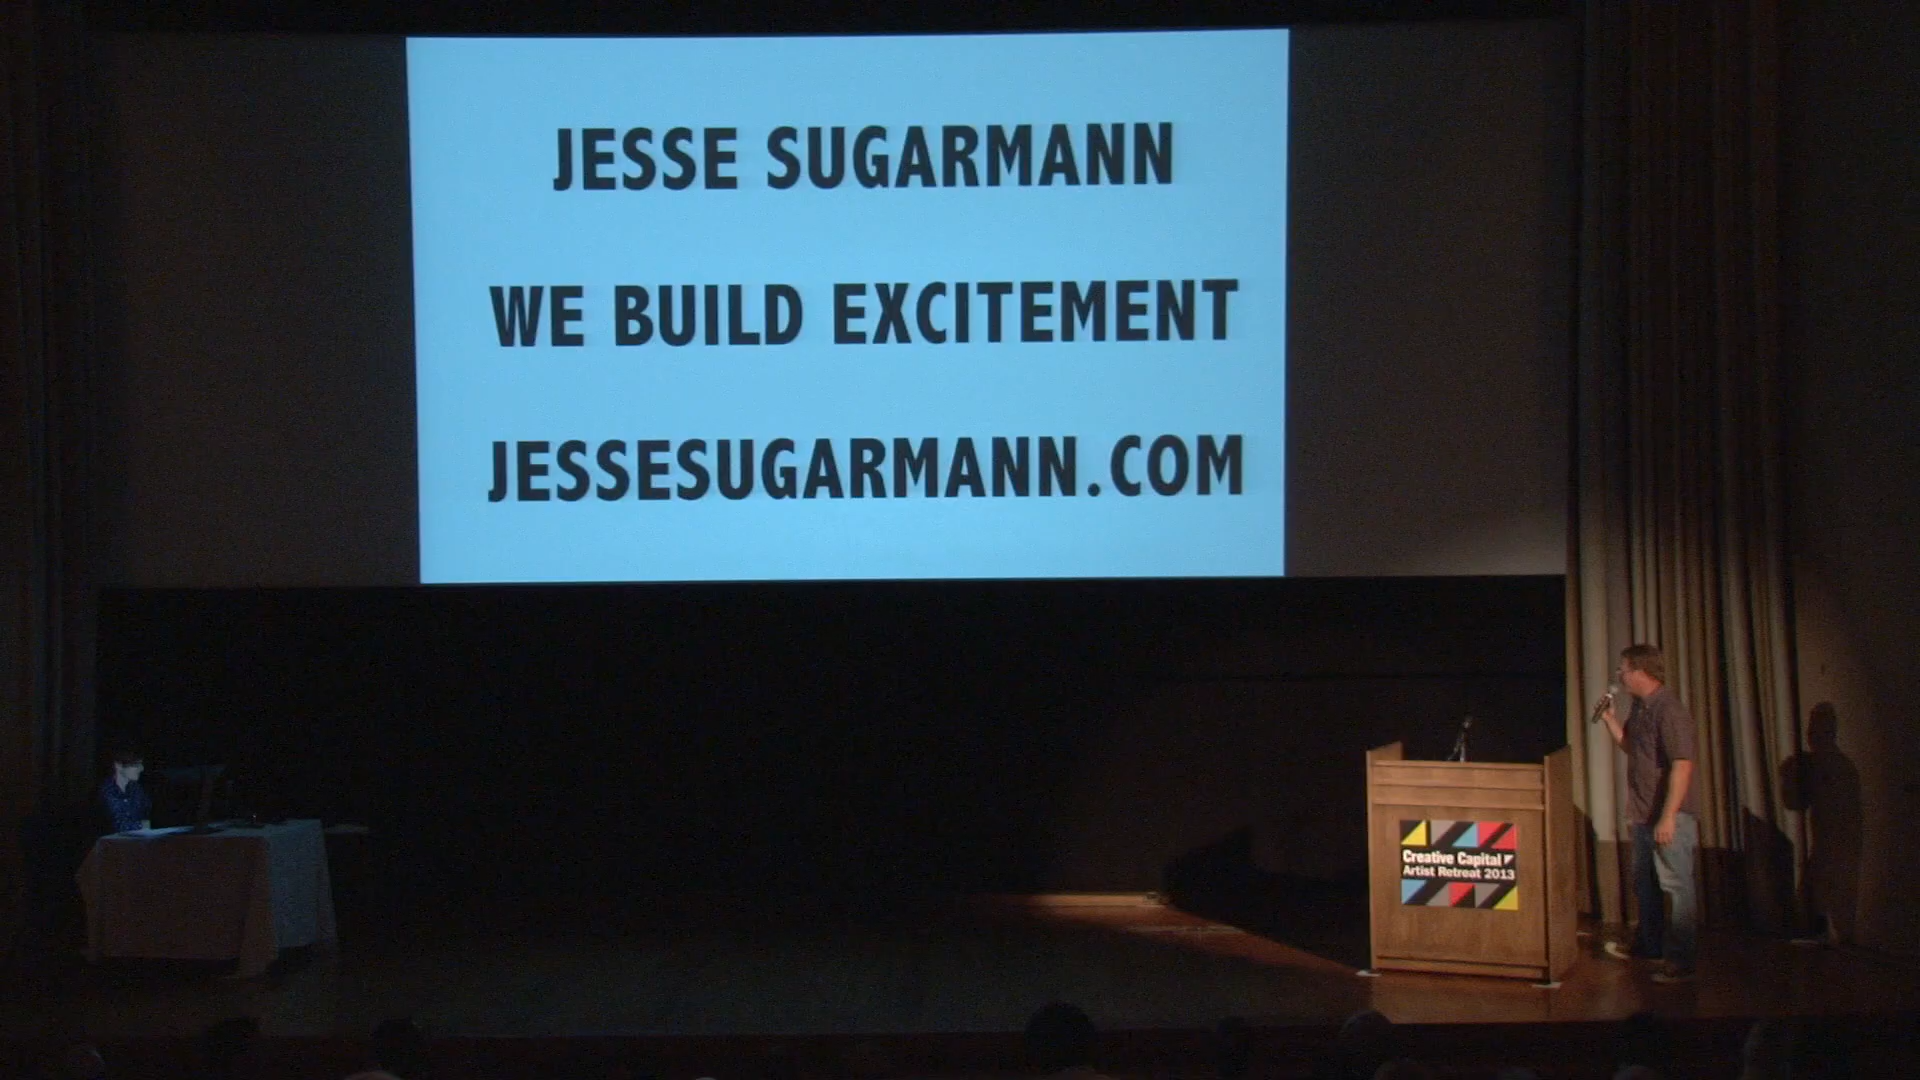 JESSE SUGARMANN
WE BUILD EXCITEMENT
JESSESUGARMANN.COM
Creative Capital
Artist Retreat 2013